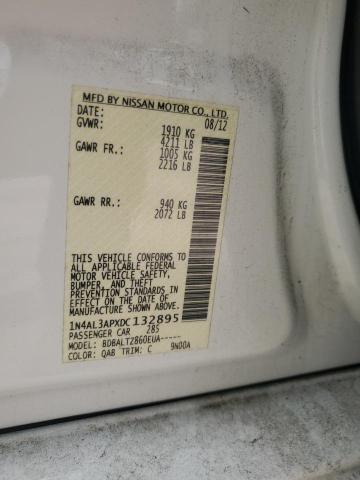 MFD BY NISSAN MOTOR CO., LTD.
DATE: 08/12
GVWR: 1910 KG
4211 LB
GAWR FR.: 1005 KG
2216 LB
GAWR RR.: 940 KG
2072 LB
THIS VEHICLE CONFORMS TO
ALL APPLICABLE FEDERAL
MOTOR VEHICLE SAFETY,
BUMPER, AND THEFT
PREVENTION STANDARDS IN
EFFECT ON THE DATE OF
MANUFACTURE SHOWN ABOVE.
1N4AL3APXDC132895
PASSENGER CAR 285
MODEL: BDBALTZ860EUA-----
COLOR: QAB TRIM: C 9ND0A